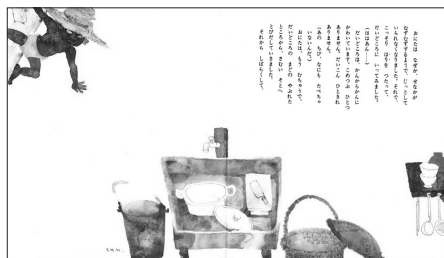 おにたは なぜか、せなかが
むずむずするようで、じっとして
いられなくなりました。それで、
こっそり はりを つたって、
だいどころに いってみました。
(ははあん――)
だいどころは、かんからかんに
かわいています。こめつぶ ひとつ
ありません。だいこん ひときれ
ありません。
(あの ちび、なにも たべちゃ
いないんだ。)
おにたは、もう むちゅうで、
だいどころの まどの やぶれた
ところから、さむい そとへ
とびだしていきました。
それから しばらくして、